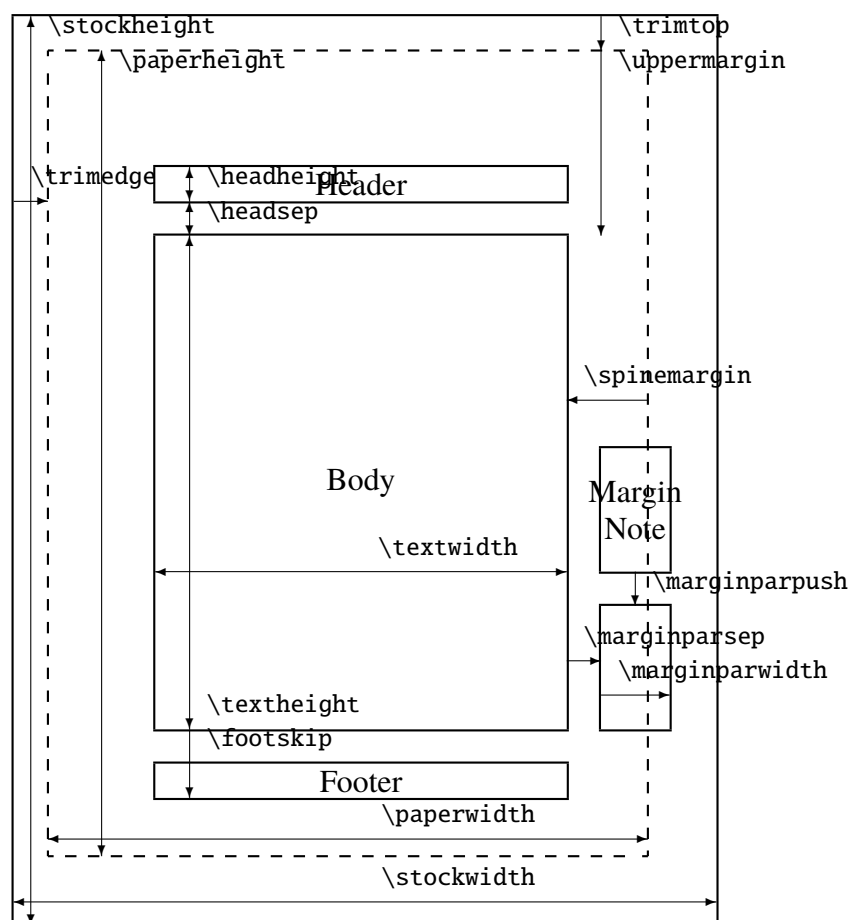 \stockheight
\trimtop
\paperheight
\uppermargin
\trimedge
\headheight
Header
\headsep
\spinemargin
Body
Margin
Note
\textwidth
\marginparpush
\marginparsep
\marginparwidth
\textheight
\footskip
Footer
\paperwidth
\stockwidth